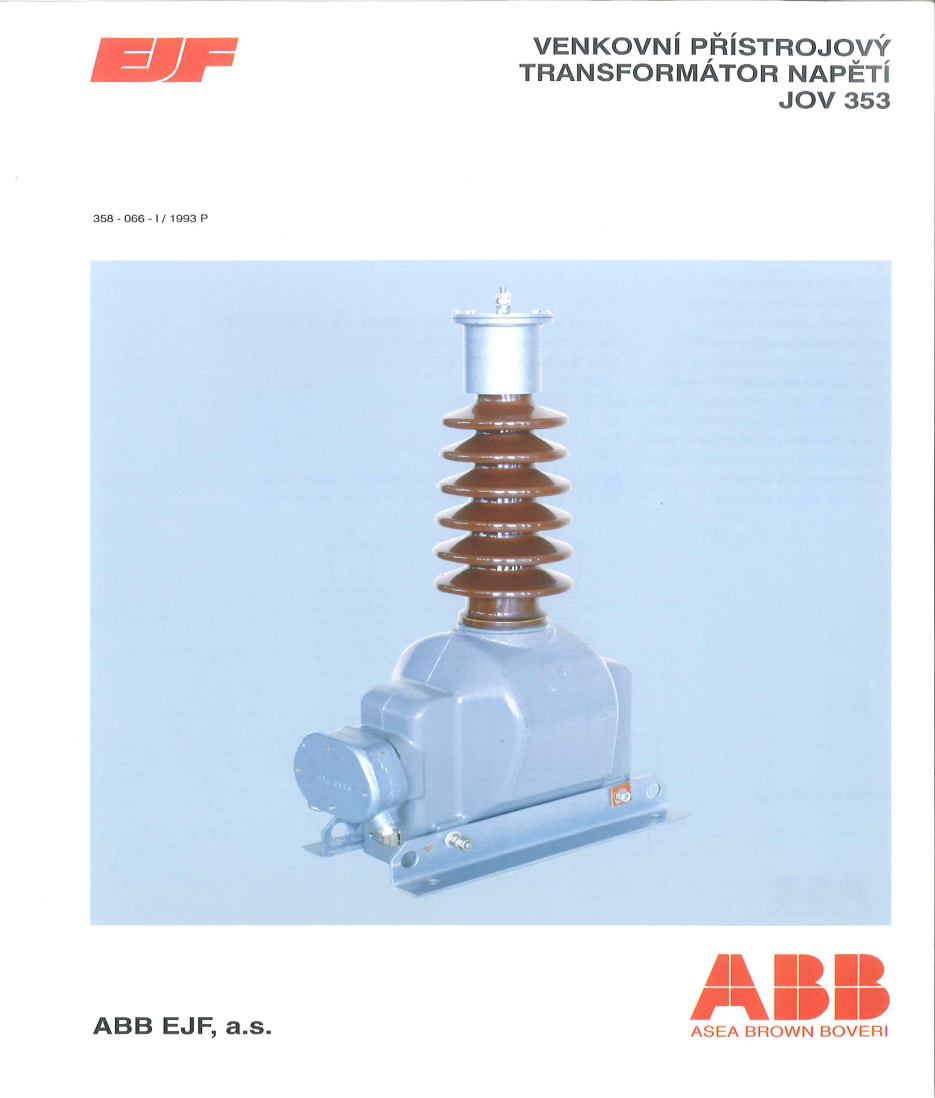 EJF
VENKOVNÍ PŘÍSTROJOVÝ
TRANSFORMÁTOR NAPĚTÍ
JOV 353
358 - 066 - I / 1993 P
ABB EJF, a.s.
ABB
ASEA BROWN BOVERI